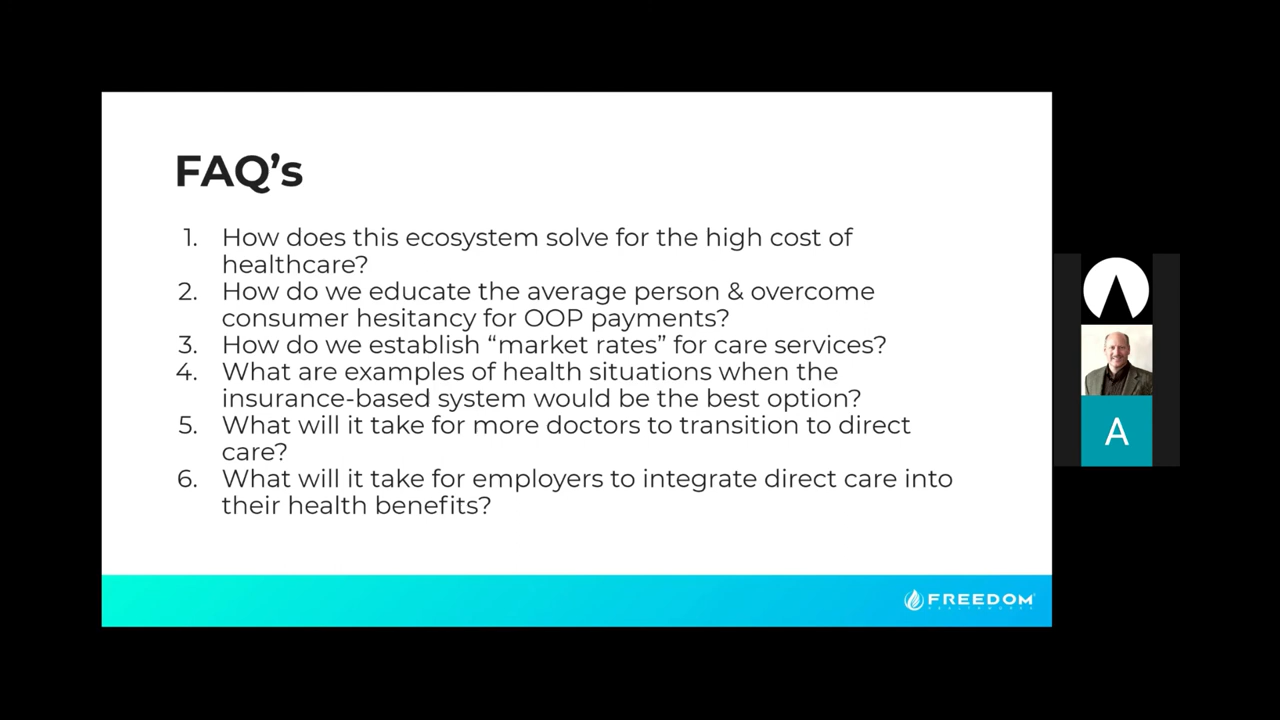 FAQ’s
1. How does this ecosystem solve for the high cost of
healthcare?
2. How do we educate the average person & overcome
consumer hesitancy for OOP payments?
3. How do we establish “market rates” for care services?
4. What are examples of health situations when the
insurance-based system would be the best option?
5. What will it take for more doctors to transition to direct
care?
6. What will it take for employers to integrate direct care into
their health benefits?
FREEDOM
A